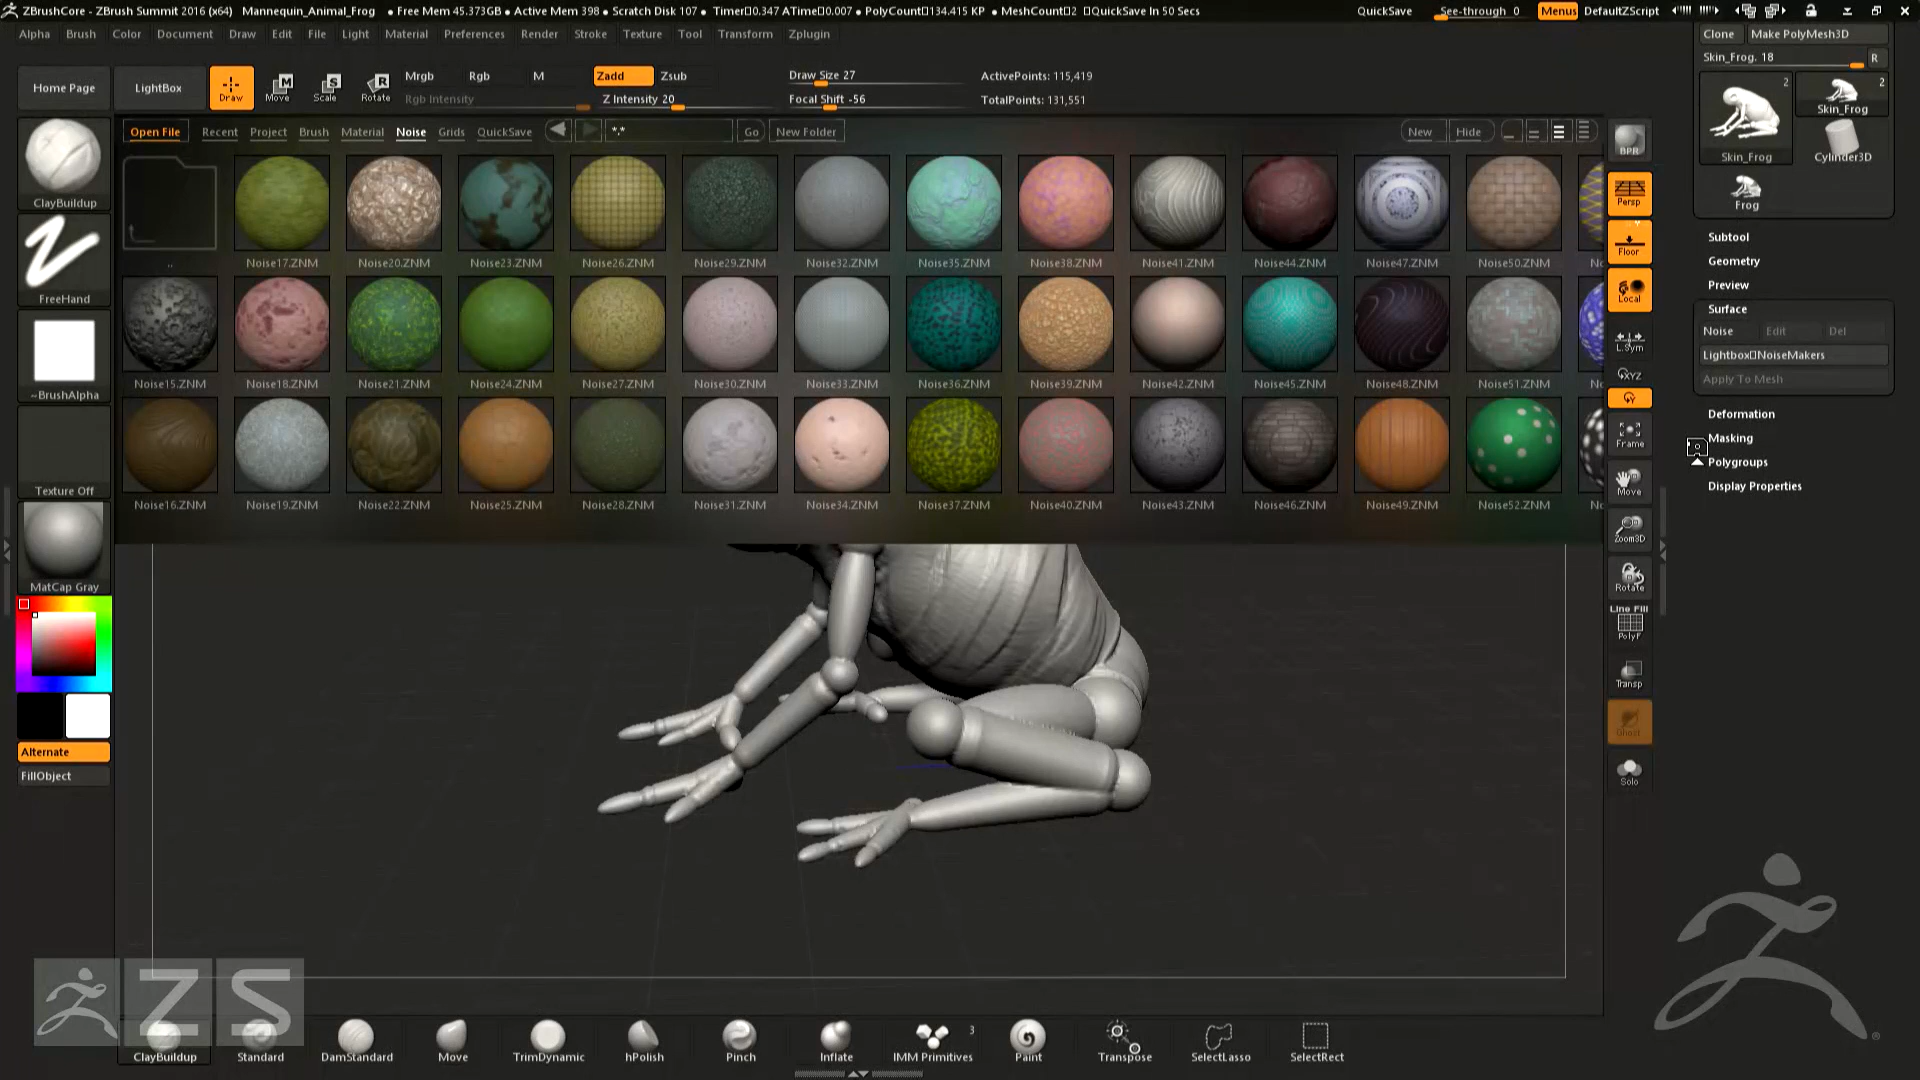 ZBrushCore - ZBrush Summit 2016 (x64) Mannequin_Animal_Frog • Free Mem 45.373GB • Active Mem 398 • Scratch Disk 107 • Timer▯0.347 ATime▯0.007 • PolyCount▯134.415 KP • MeshCount▯2 ▯QuickSave In 50 Secs QuickSave See-through 0 Menus DefaultZScript
Alpha Brush Color Document Draw Edit File Light Material Preferences Render Stroke Texture Tool Transform Zplugin
Clone Make PolyMesh3D
Skin_Frog. 18 R
Home Page LightBox Draw Move Scale Rotate
M S R
Mrgb Rgb M Zadd Zsub Draw Size 27 ActivePoints: 115,419
Rgb Intensity Z Intensity 20 Focal Shift -56 TotalPoints: 131,551
2 2
Skin_Frog
Skin_Frog Cylinder3D
Frog
Open File Recent Project Brush Material Noise Grids QuickSave *.* Go New Folder New Hide
.. Noise17.ZNM Noise20.ZNM Noise23.ZNM Noise26.ZNM Noise29.ZNM Noise32.ZNM Noise35.ZNM Noise38.ZNM Noise41.ZNM Noise44.ZNM Noise47.ZNM Noise50.ZNM No
Noise15.ZNM Noise18.ZNM Noise21.ZNM Noise24.ZNM Noise27.ZNM Noise30.ZNM Noise33.ZNM Noise36.ZNM Noise39.ZNM Noise42.ZNM Noise45.ZNM Noise48.ZNM Noise51.ZNM No
Noise16.ZNM Noise19.ZNM Noise22.ZNM Noise25.ZNM Noise28.ZNM Noise31.ZNM Noise34.ZNM Noise37.ZNM Noise40.ZNM Noise43.ZNM Noise46.ZNM Noise49.ZNM Noise52.ZNM No
ClayBuildup
FreeHand
~BrushAlpha
Texture Off
MatCap Gray
Alternate
FillObject
BPR
Persp
Floor
Local
L.Sym
XYZ
Y
Frame
Move
Zoom3D
Rotate
Line Fill
PolyF
Transp
Ghost
Solo
Subtool
Geometry
Preview
Surface
Noise Edit Del
Lightbox▯NoiseMakers
Apply To Mesh
Deformation
Masking
Polygroups
Display Properties
ZS
3
ClayBuildup Standard DamStandard Move TrimDynamic hPolish Pinch Inflate IMM Primitives Paint Transpose SelectLasso SelectRect